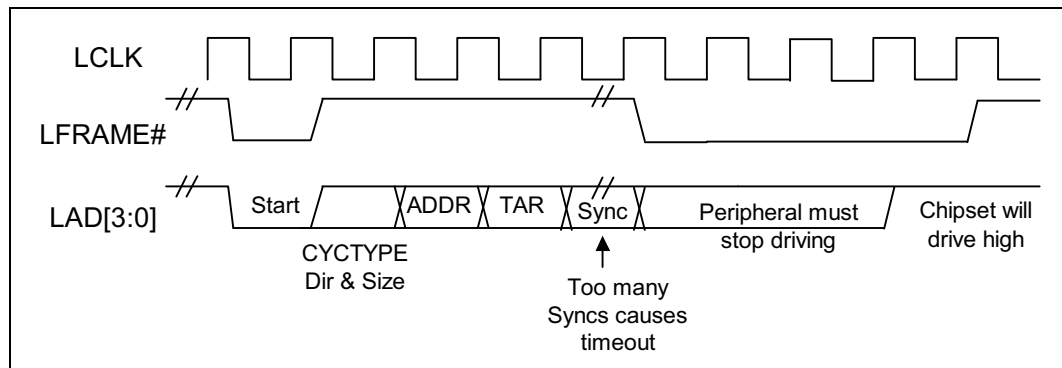 LCLK
LFRAME#
LAD[3:0]
Start
ADDR
TAR
Sync
Peripheral must
stop driving
Chipset will
drive high
CYCTYPE
Dir & Size
Too many
Syncs causes
timeout